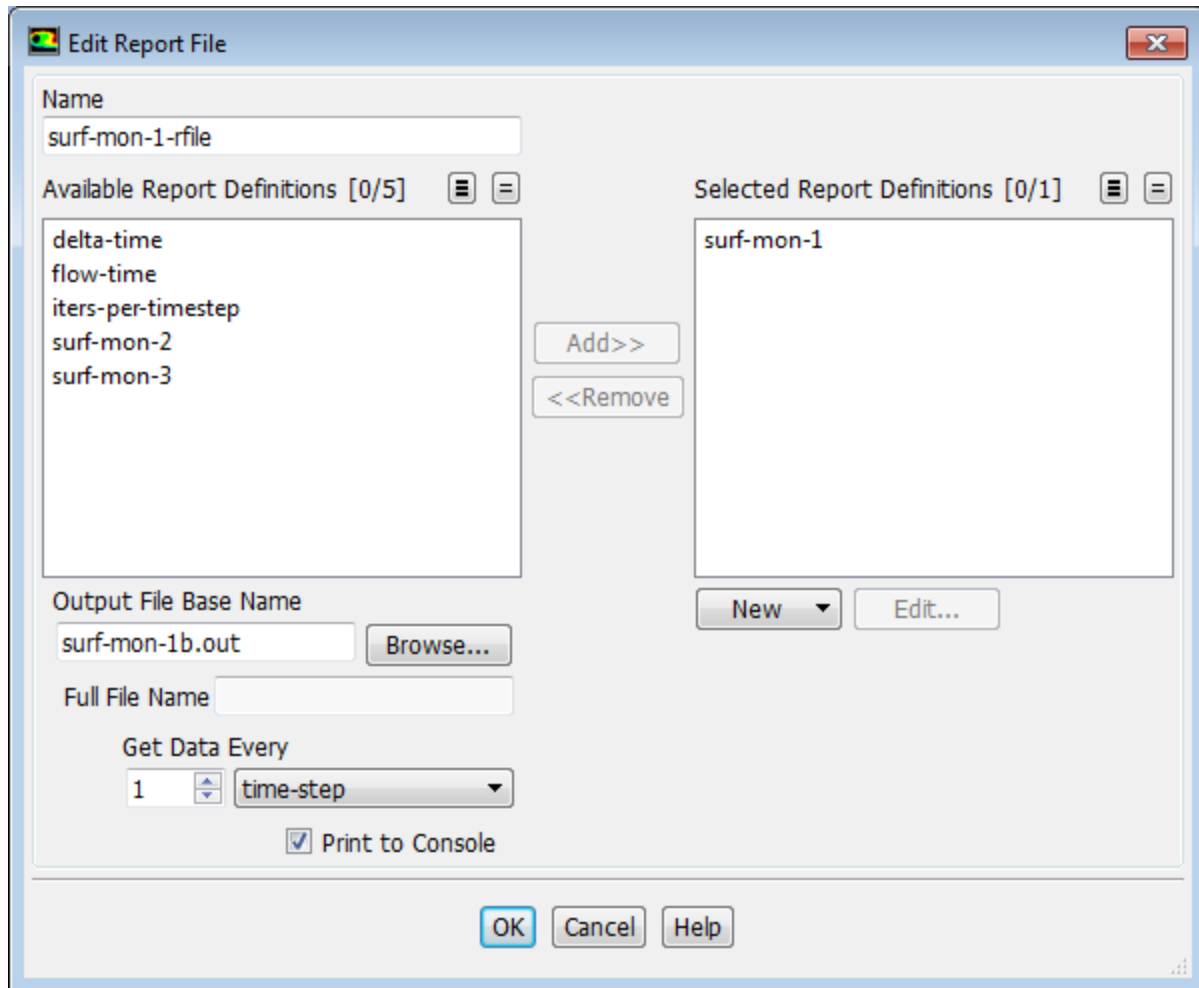 Edit Report File
Name
surf-mon-1-rfile
Available Report Definitions [0/5]
delta-time
flow-time
iters-per-timestep
surf-mon-2
surf-mon-3
Add>>
<<Remove
Selected Report Definitions [0/1]
surf-mon-1
New
Edit...
Output File Base Name
surf-mon-1b.out
Browse...
Full File Name
Get Data Every
1
time-step
Print to Console
OK
Cancel
Help